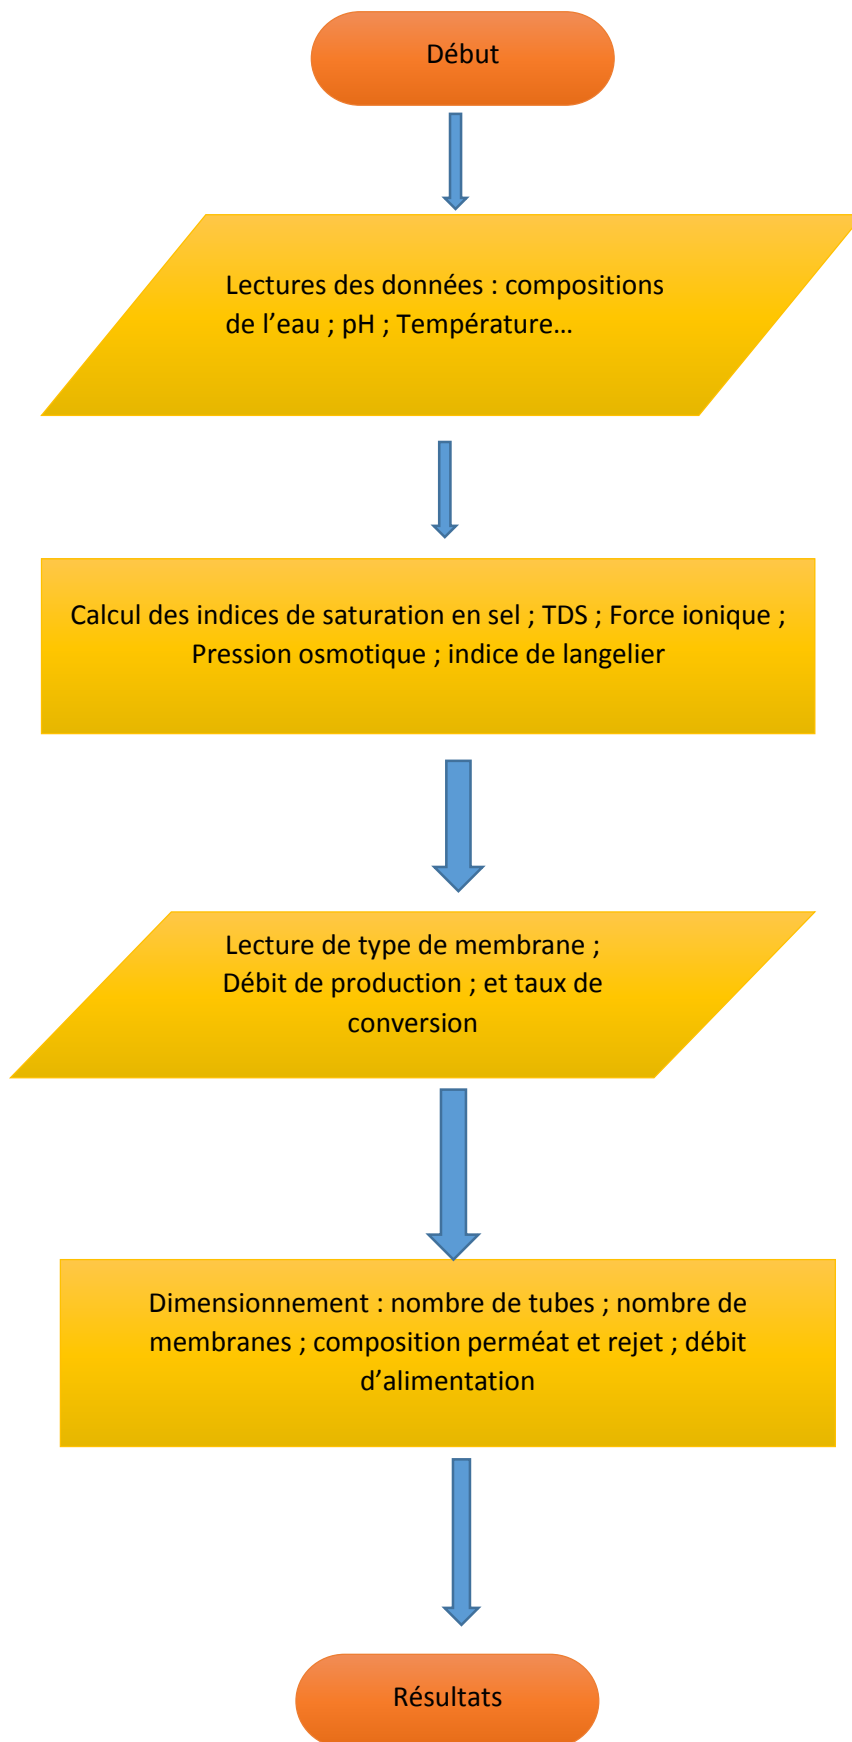 Début
Lectures des données : compositions
de l’eau ; pH ; Température…
Calcul des indices de saturation en sel ; TDS ; Force ionique ;
Pression osmotique ; indice de langelier
Lecture de type de membrane ;
Débit de production ; et taux de
conversion
Dimensionnement : nombre de tubes ; nombre de
membranes ; composition perméat et rejet ; débit
d’alimentation
Résultats